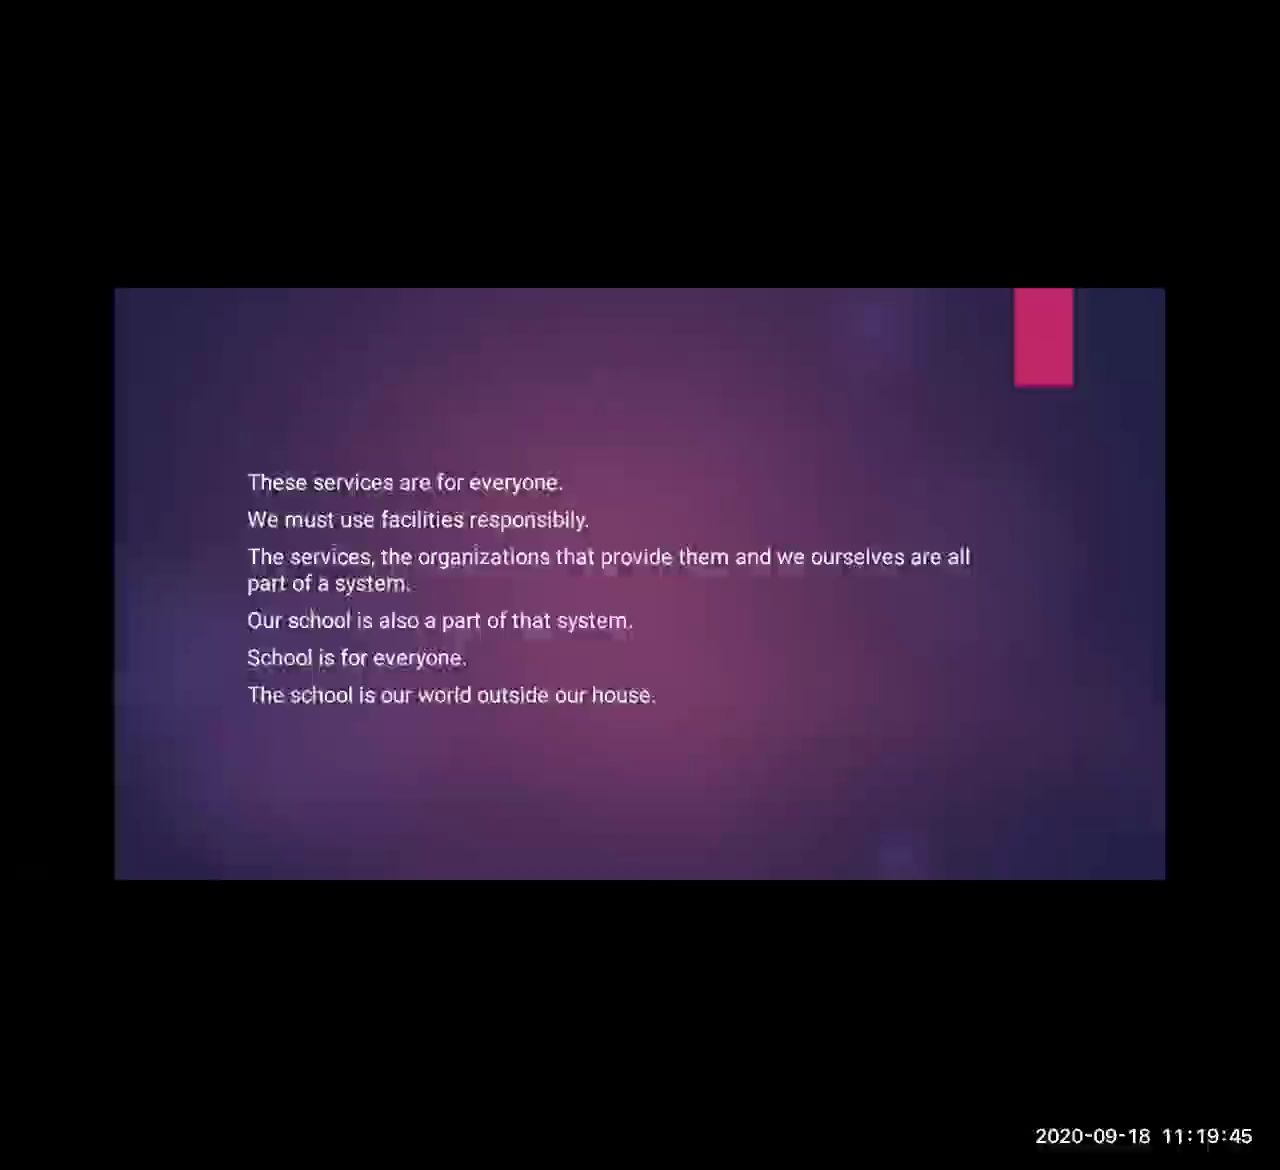 These services are for everyone.
We must use facilities responsibily.
The services, the organizations that provide them and we ourselves are all
part of a system.
Our school is also a part of that system.
School is for everyone.
The school is our world outside our house.
2020-09-18 11:19:45